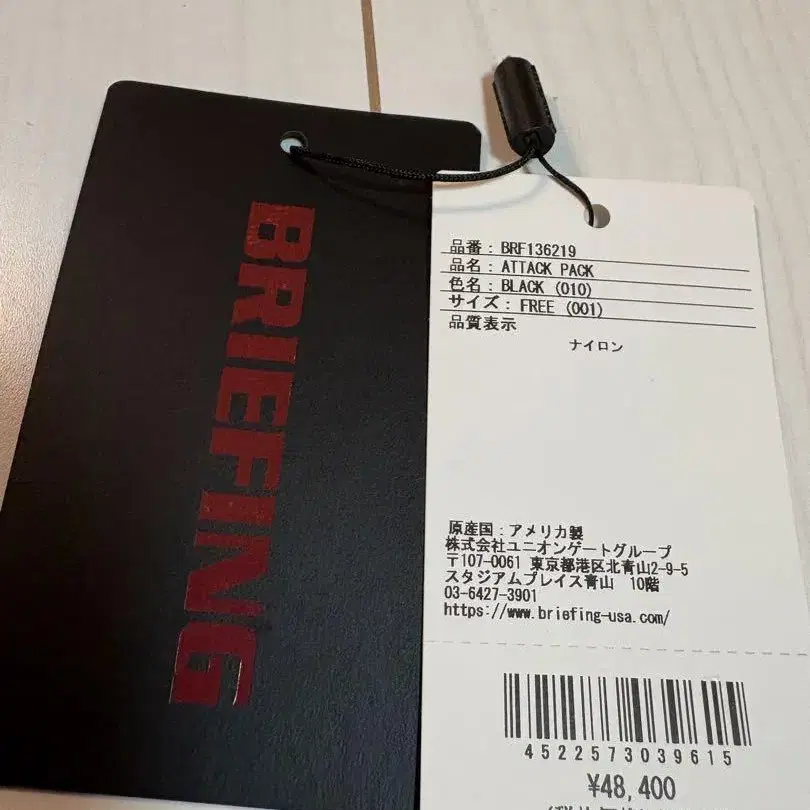 BRIEFING
品番: BRF136219
品名: ATTACK PACK
色名: BLACK (010)
サイズ: FREE (001)
品質表示
ナイロン
原産国:アメリカ製
株式会社ユニオンゲートグループ
〒107-0061 東京都港区北青山2-9-5
スタジアムプレイス青山 10階
03-6427-3901
https://www.briefing-usa.com/
4522573039615
¥48,400